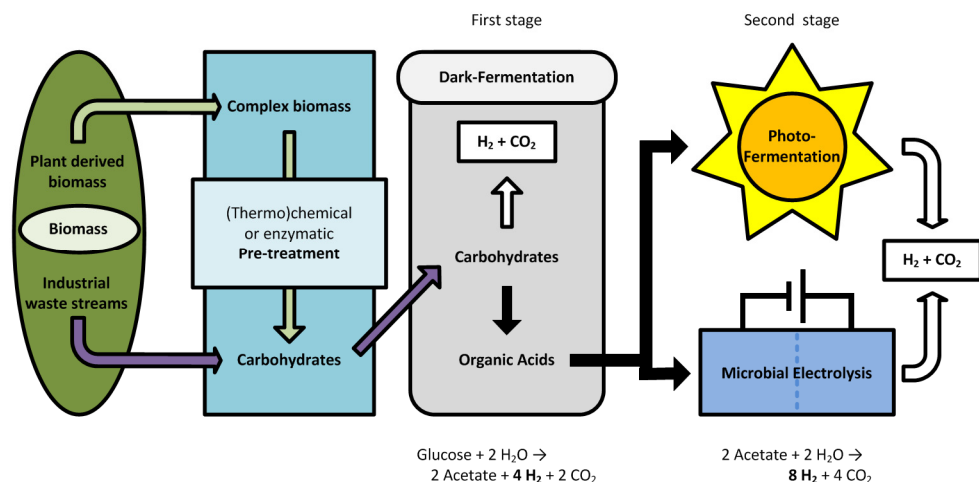 First stage
Second stage
Dark-Fermentation
Complex biomass
H₂ + CO₂
Photo-
Fermentation
Plant derived
biomass
Biomass
(Thermo)chemical
or enzymatic
Pre-treatment
Carbohydrates
H₂ + CO₂
Industrial
waste streams
Carbohydrates
Organic Acids
Microbial Electrolysis
Glucose + 2 H₂O →
2 Acetate + 4 H₂ + 2 CO₂
2 Acetate + 2 H₂O →
8 H₂ + 4 CO₂